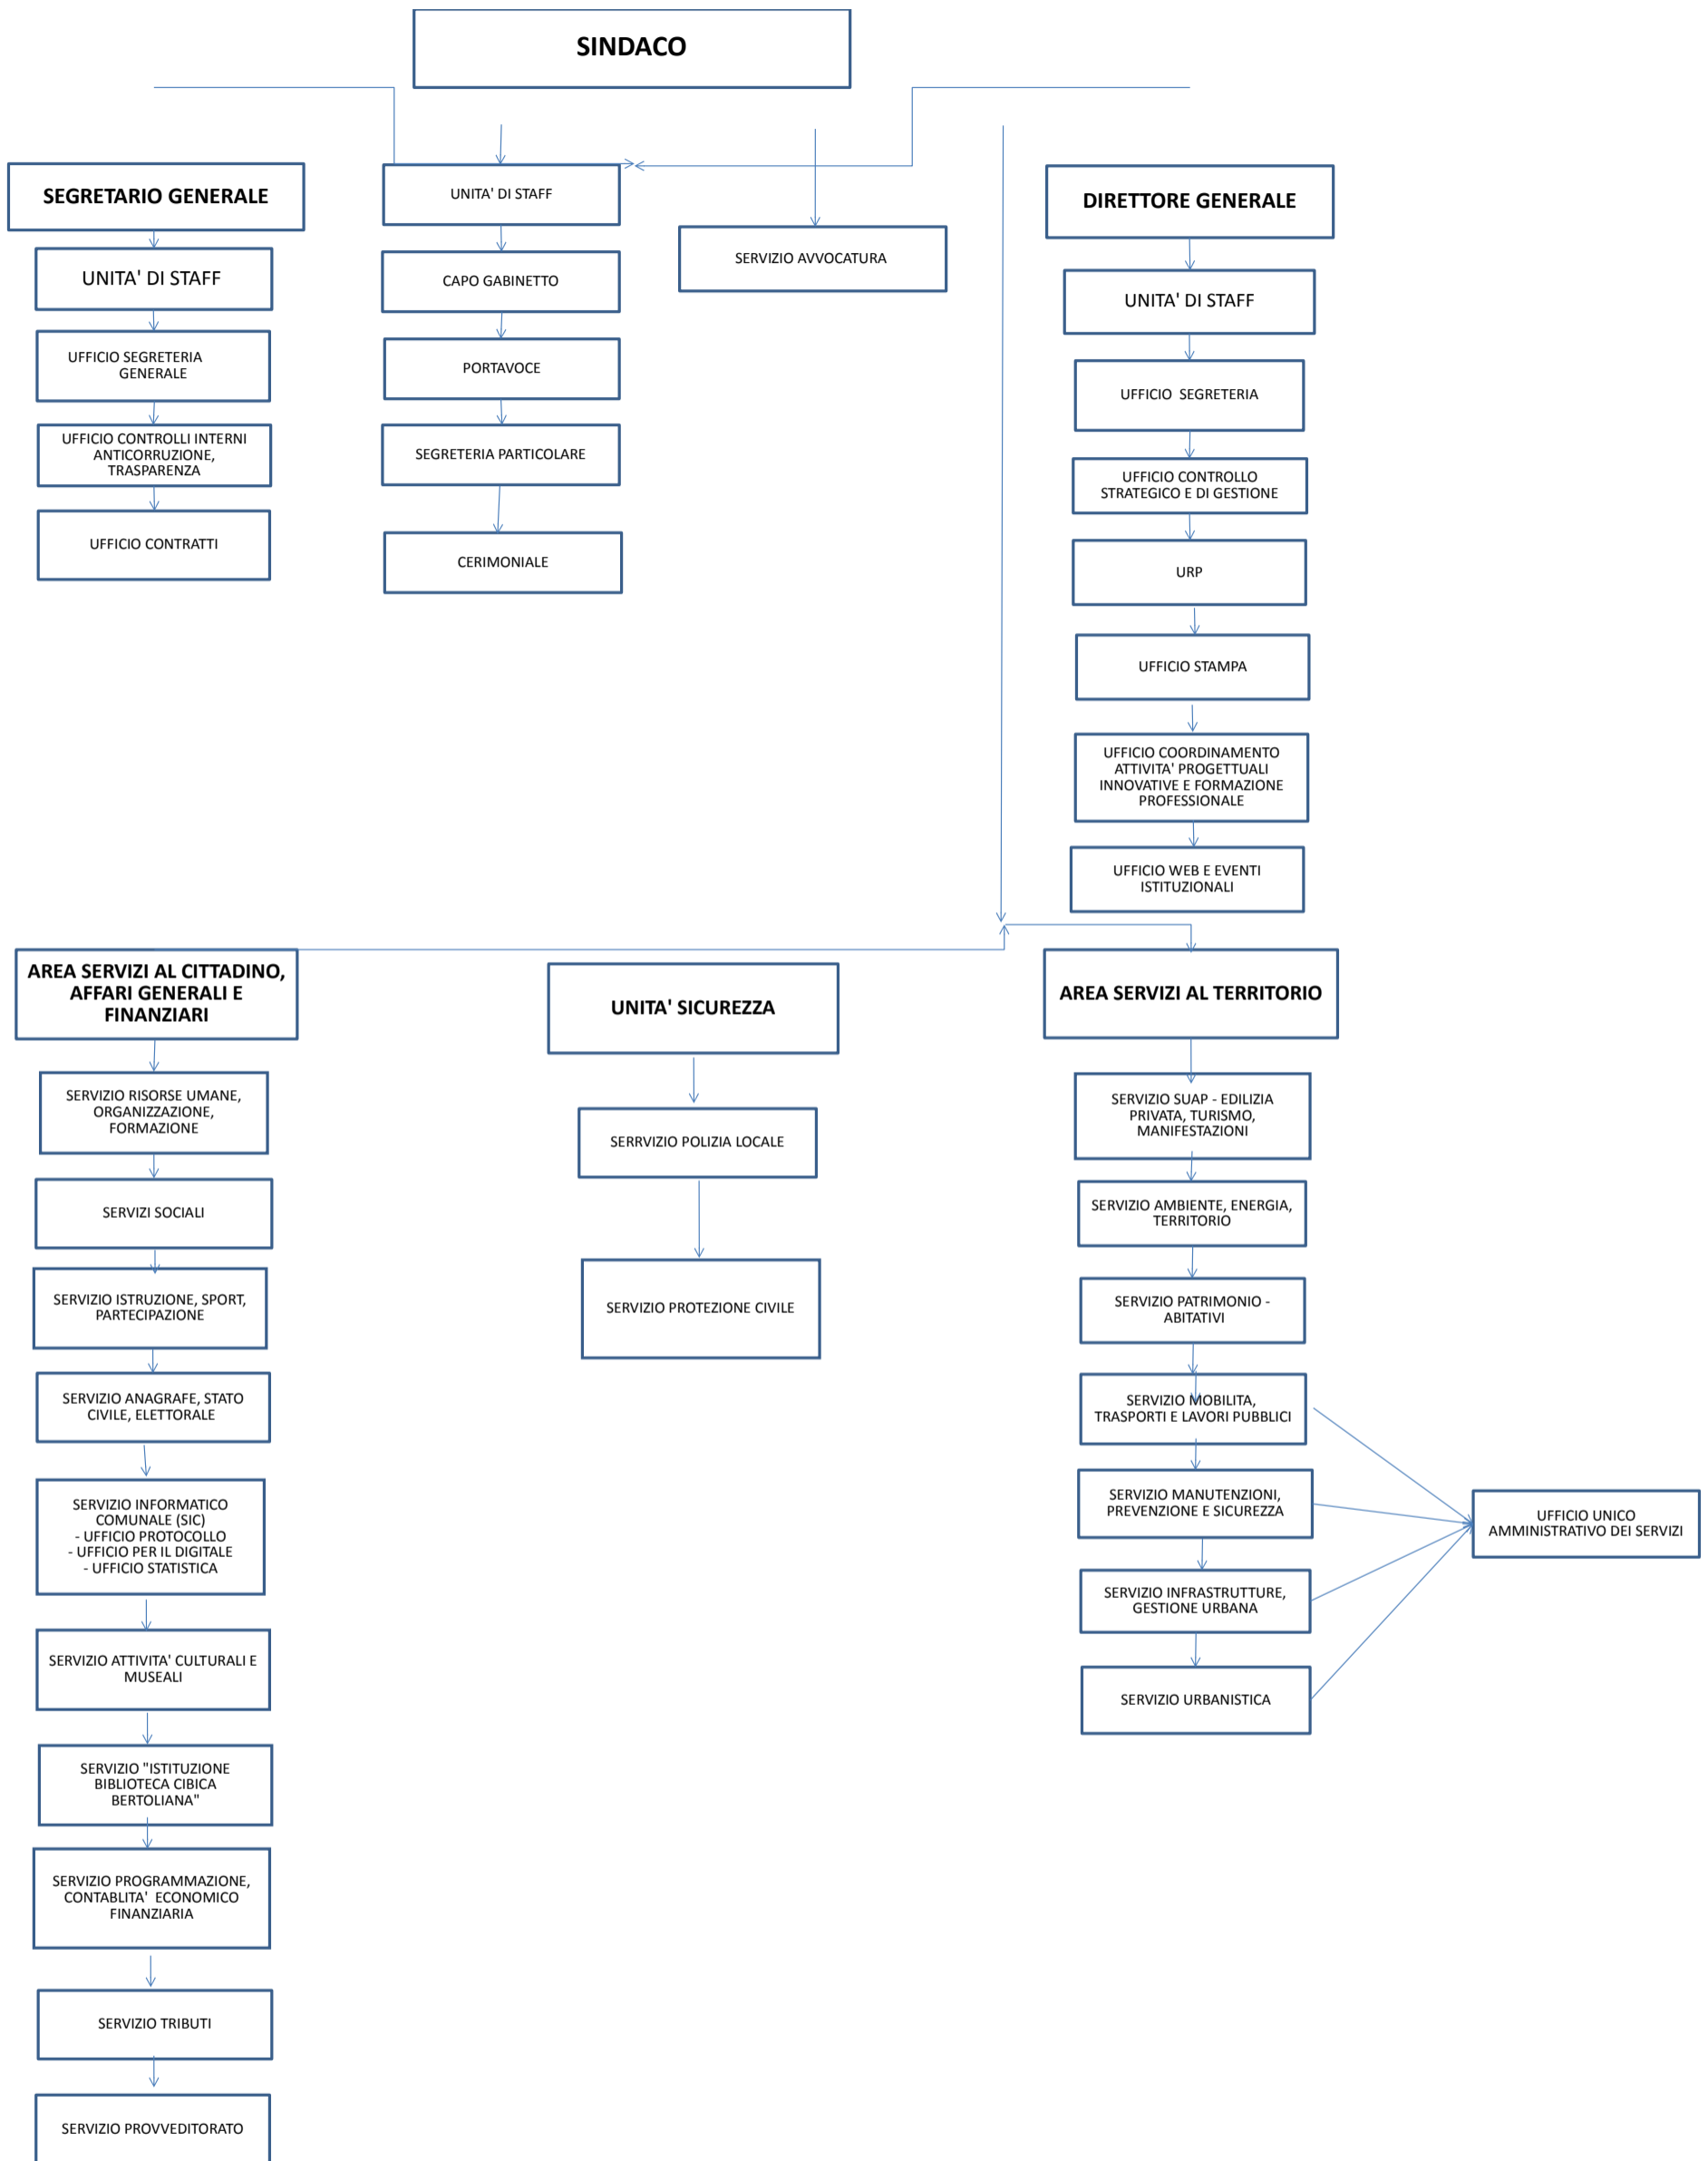 SINDACO
SEGRETARIO GENERALE
UNITA' DI STAFF
UFFICIO SEGRETERIA
GENERALE
UFFICIO CONTROLLI INTERNI
ANTICORRUZIONE,
TRASPARENZA
UFFICIO CONTRATTI
UNITA' DI STAFF
CAPO GABINETTO
PORTAVOCE
SEGRETERIA PARTICOLARE
CERIMONIALE
SERVIZIO AVVOCATURA
DIRETTORE GENERALE
UNITA' DI STAFF
UFFICIO SEGRETERIA
UFFICIO CONTROLLO
STRATEGICO E DI GESTIONE
URP
UFFICIO STAMPA
UFFICIO COORDINAMENTO
ATTIVITA' PROGETTUALI
INNOVATIVE E FORMAZIONE
PROFESSIONALE
UFFICIO WEB E EVENTI
ISTITUZIONALI
AREA SERVIZI AL CITTADINO,
AFFARI GENERALI E
FINANZIARI
SERVIZIO RISORSE UMANE,
ORGANIZZAZIONE,
FORMAZIONE
SERVIZI SOCIALI
SERVIZIO ISTRUZIONE, SPORT,
PARTECIPAZIONE
SERVIZIO ANAGRAFE, STATO
CIVILE, ELETTORALE
SERVIZIO INFORMATICO
COMUNALE (SIC)
- UFFICIO PROTOCOLLO
- UFFICIO PER IL DIGITALE
- UFFICIO STATISTICA
SERVIZIO ATTIVITA' CULTURALI E
MUSEALI
SERVIZIO "ISTITUZIONE
BIBLIOTECA CIBICA
BERTOLIANA"
SERVIZIO PROGRAMMAZIONE,
CONTABLITA' ECONOMICO
FINANZIARIA
SERVIZIO TRIBUTI
SERVIZIO PROVVEDITORATO
UNITA' SICUREZZA
SERRVIZIO POLIZIA LOCALE
SERVIZIO PROTEZIONE CIVILE
AREA SERVIZI AL TERRITORIO
SERVIZIO SUAP - EDILIZIA
PRIVATA, TURISMO,
MANIFESTAZIONI
SERVIZIO AMBIENTE, ENERGIA,
TERRITORIO
SERVIZIO PATRIMONIO -
ABITATIVI
SERVIZIO MOBILITA,
TRASPORTI E LAVORI PUBBLICI
SERVIZIO MANUTENZIONI,
PREVENZIONE E SICUREZZA
SERVIZIO INFRASTRUTTURE,
GESTIONE URBANA
SERVIZIO URBANISTICA
UFFICIO UNICO
AMMINISTRATIVO DEI SERVIZI